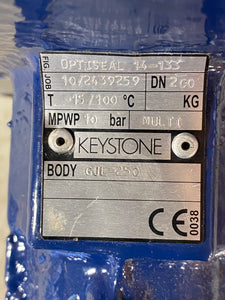 FIG OPTISEAL 14-133
JOB 10/2439259 DN 200
T -15/100 °C KG
MPWP 10 bar MULTI
KEYSTONE
BODY GJL-250
CE 0038